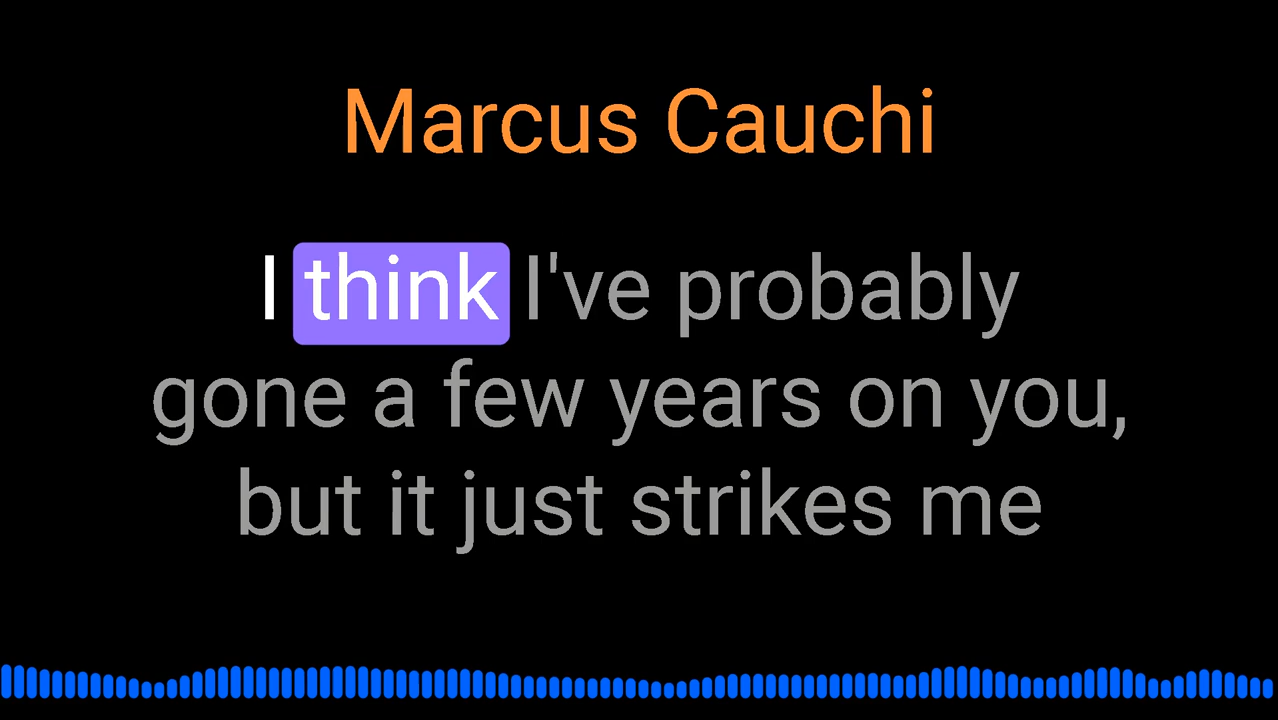 Marcus Cauchi
I think I've probably
gone a few years on you,
but it just strikes me